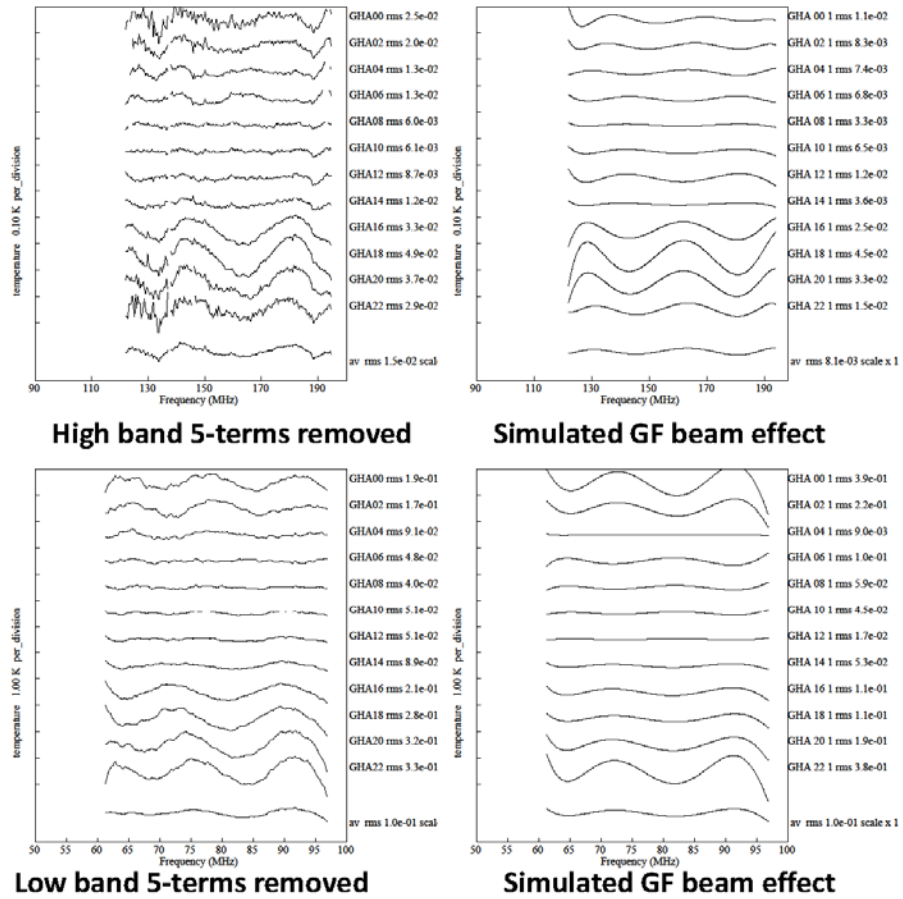 GHA00 rms 2.5e-02
GHA02 rms 2.0e-02
GHA04 rms 1.3e-02
GHA06 rms 1.3e-02
GHA08 rms 6.0e-03
GHA10 rms 6.1e-03
GHA12 rms 8.7e-03
GHA14 rms 1.2e-02
GHA16 rms 3.3e-02
GHA18 rms 4.9e-02
GHA20 rms 3.7e-02
GHA22 rms 2.9e-02
av rms 1.5e-02 scal
temperature 0.10 K per_division
90 110 130 150 170 190
Frequency (MHz)
High band 5-terms removed
GHA 00 1 rms 1.1e-02
GHA 02 1 rms 8.3e-03
GHA 04 1 rms 7.4e-03
GHA 06 1 rms 6.8e-03
GHA 08 1 rms 3.3e-03
GHA 10 1 rms 6.5e-03
GHA 12 1 rms 1.2e-02
GHA 14 1 rms 3.6e-03
GHA 16 1 rms 2.5e-02
GHA 18 1 rms 4.5e-02
GHA 20 1 rms 3.3e-02
GHA 22 1 rms 1.5e-02
av rms 8.1e-03 scale x 1
temperature 0.10 K per_division
90 110 130 150 170 190
Frequency (MHz)
Simulated GF beam effect
GHA00 rms 1.9e-01
GHA02 rms 1.7e-01
GHA04 rms 9.1e-02
GHA06 rms 4.8e-02
GHA08 rms 4.0e-02
GHA10 rms 5.1e-02
GHA12 rms 5.1e-02
GHA14 rms 8.9e-02
GHA16 rms 2.1e-01
GHA18 rms 2.8e-01
GHA20 rms 3.2e-01
GHA22 rms 3.3e-01
av rms 1.0e-01 scal
temperature 1.00 K per_division
50 55 60 65 70 75 80 85 90 95 100
Frequency (MHz)
Low band 5-terms removed
GHA 00 1 rms 3.9e-01
GHA 02 1 rms 2.2e-01
GHA 04 1 rms 9.0e-03
GHA 06 1 rms 1.0e-01
GHA 08 1 rms 5.9e-02
GHA 10 1 rms 4.5e-02
GHA 12 1 rms 1.7e-02
GHA 14 1 rms 5.3e-02
GHA 16 1 rms 1.1e-01
GHA 18 1 rms 1.1e-01
GHA 20 1 rms 1.9e-01
GHA 22 1 rms 3.8e-01
av rms 1.0e-01 scale x 1
temperature 1.00 K per_division
50 55 60 65 70 75 80 85 90 95 100
Frequency (MHz)
Simulated GF beam effect